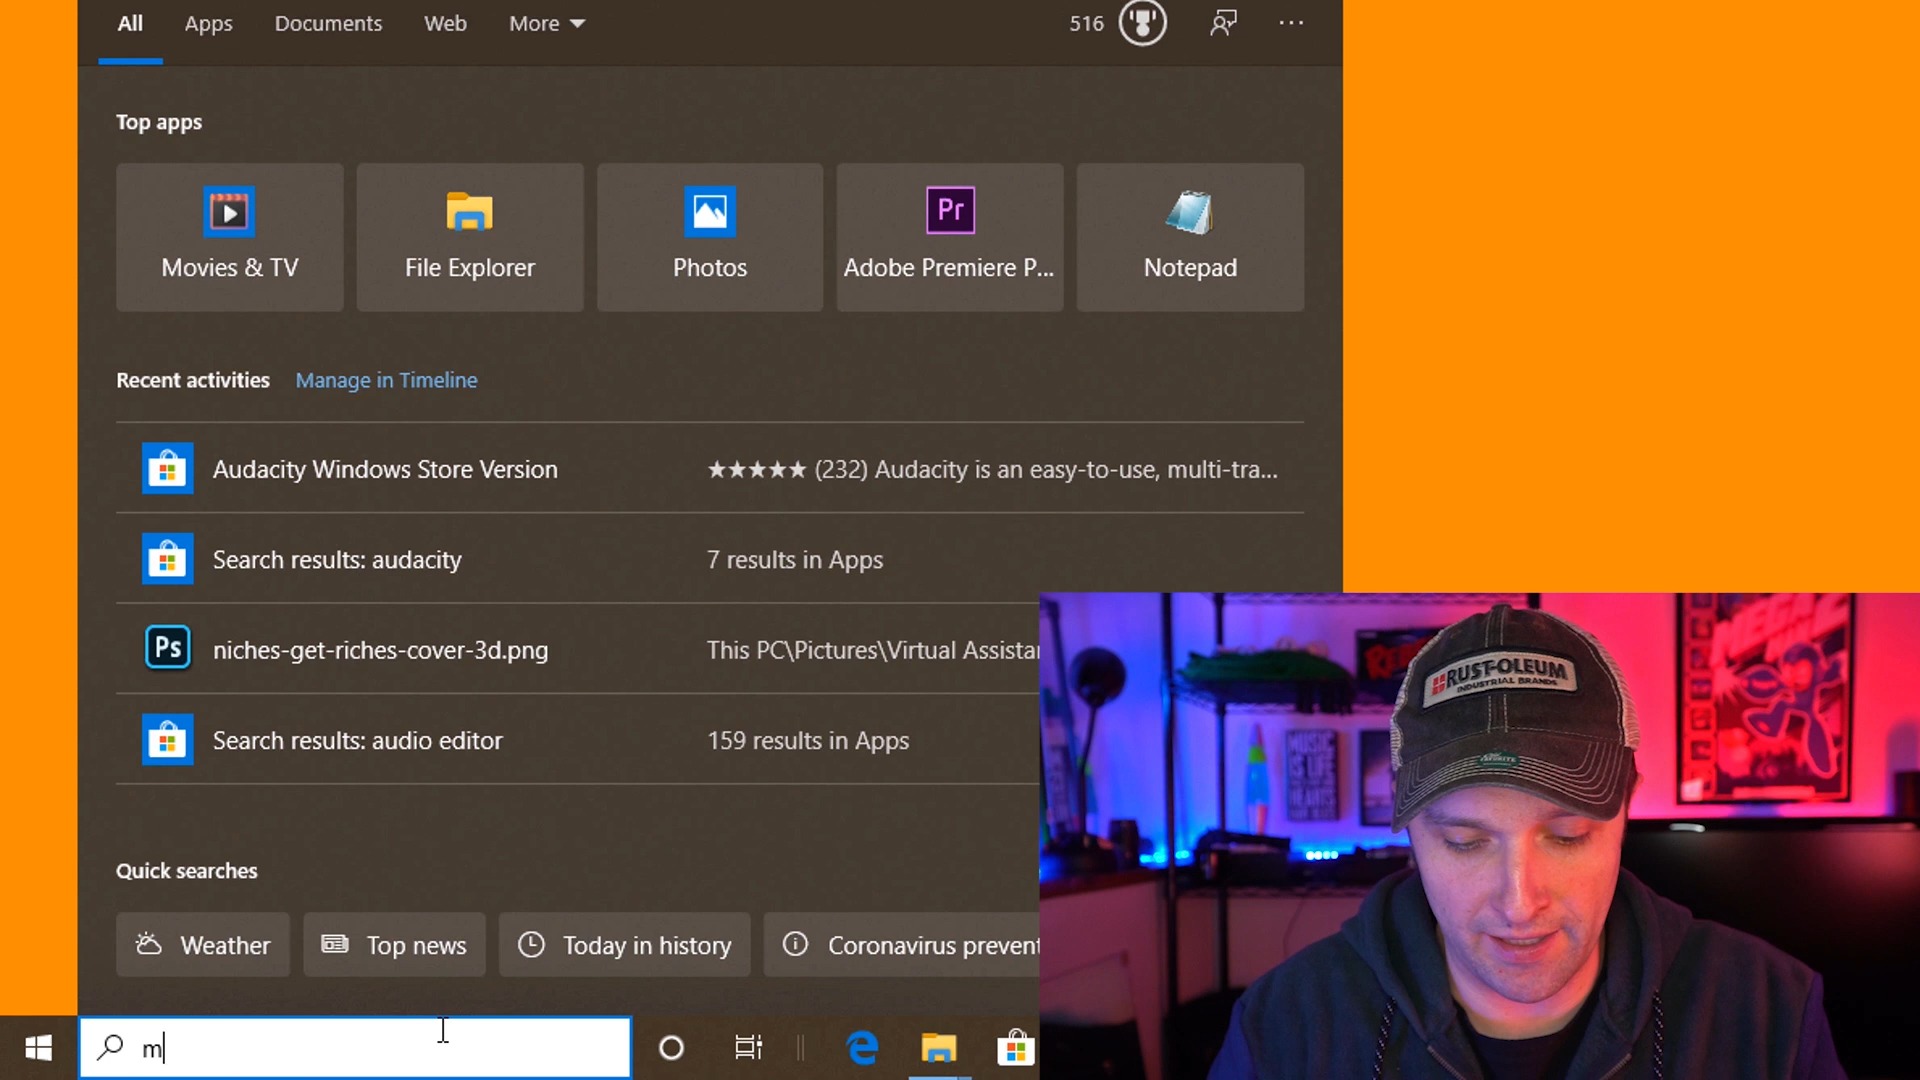 All Apps Documents Web More 516
Top apps
Movies & TV File Explorer Photos Pr Adobe Premiere P... Notepad
Recent activities Manage in Timeline
Audacity Windows Store Version ★★★★★ (232) Audacity is an easy-to-use, multi-tra...
Search results: audacity 7 results in Apps
Ps niches-get-riches-cover-3d.png This PC\Pictures\Virtual Assista
Search results: audio editor 159 results in Apps
Quick searches
Weather Top news Today in history Coronavirus prevent
m
RUST-OLEUM
INDUSTRIAL BRANDS
MEGA
MUSIC
IS LIFE